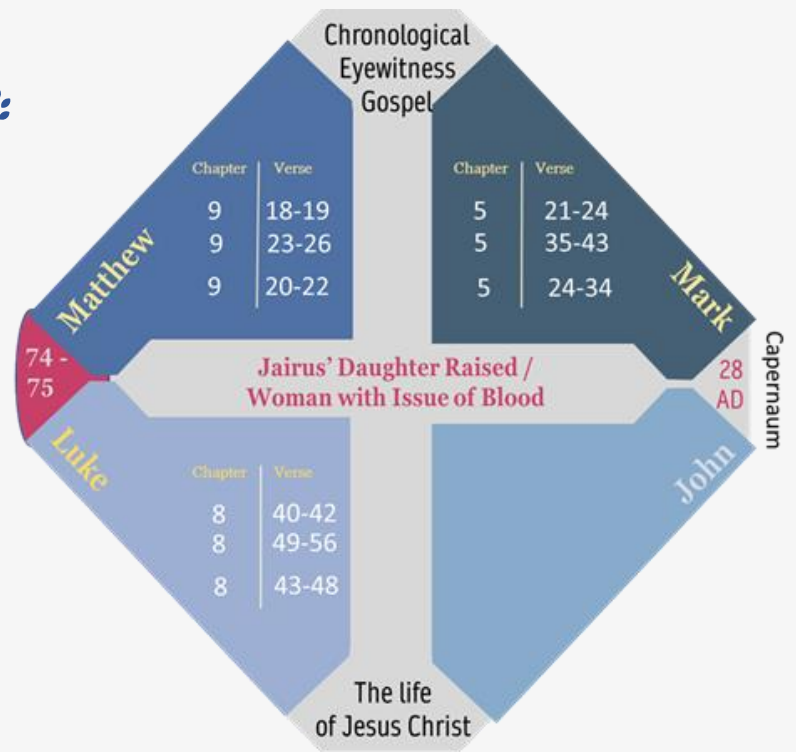 Chronological
Eyewitness
Gospel
Matthew
Chapter Verse
9 18-19
9 23-26
9 20-22
Mark
Chapter Verse
5 21-24
5 35-43
5 24-34
74 -
75
Jairus’ Daughter Raised /
Woman with Issue of Blood
28
AD
Capernaum
Luke
Chapter Verse
8 40-42
8 49-56
8 43-48
John
The life
of Jesus Christ